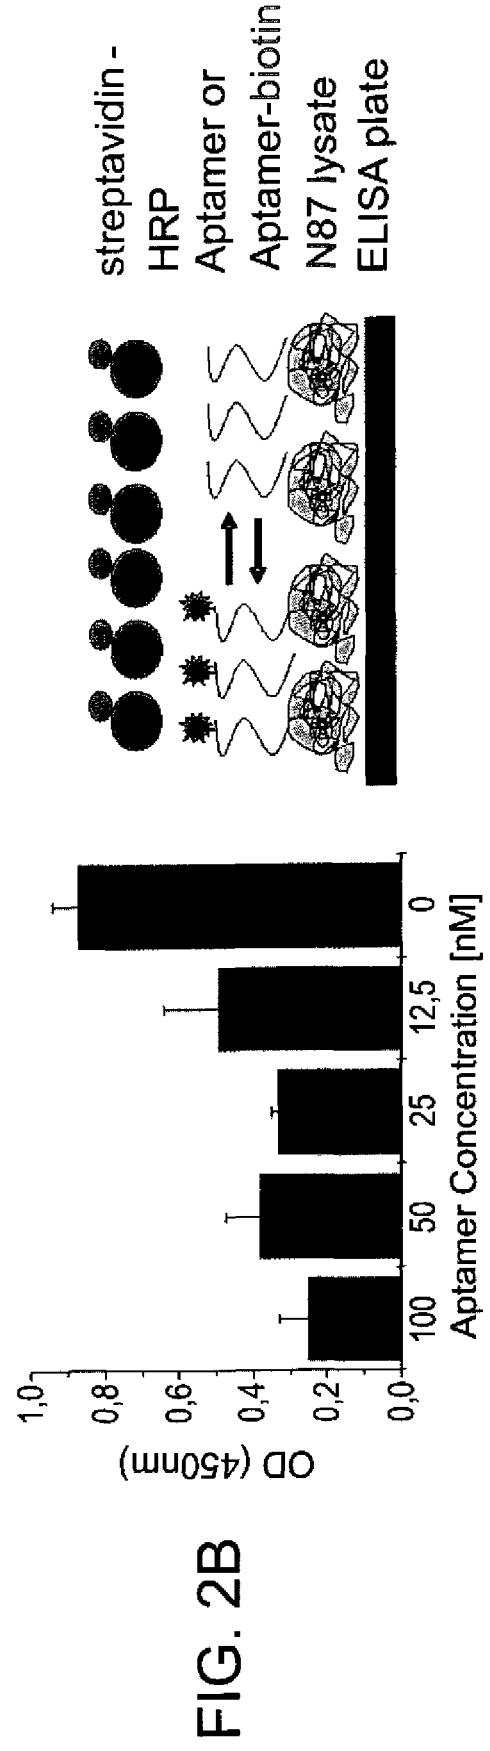 FIG. 2B
OD (450nm)
1,0
0,8
0,6
0,4
0,2
0,0
100
50
25
12,5
0
Aptamer Concentration [nM]
streptavidin -
HRP
Aptamer or
Aptamer-biotin
N87 lysate
ELISA plate